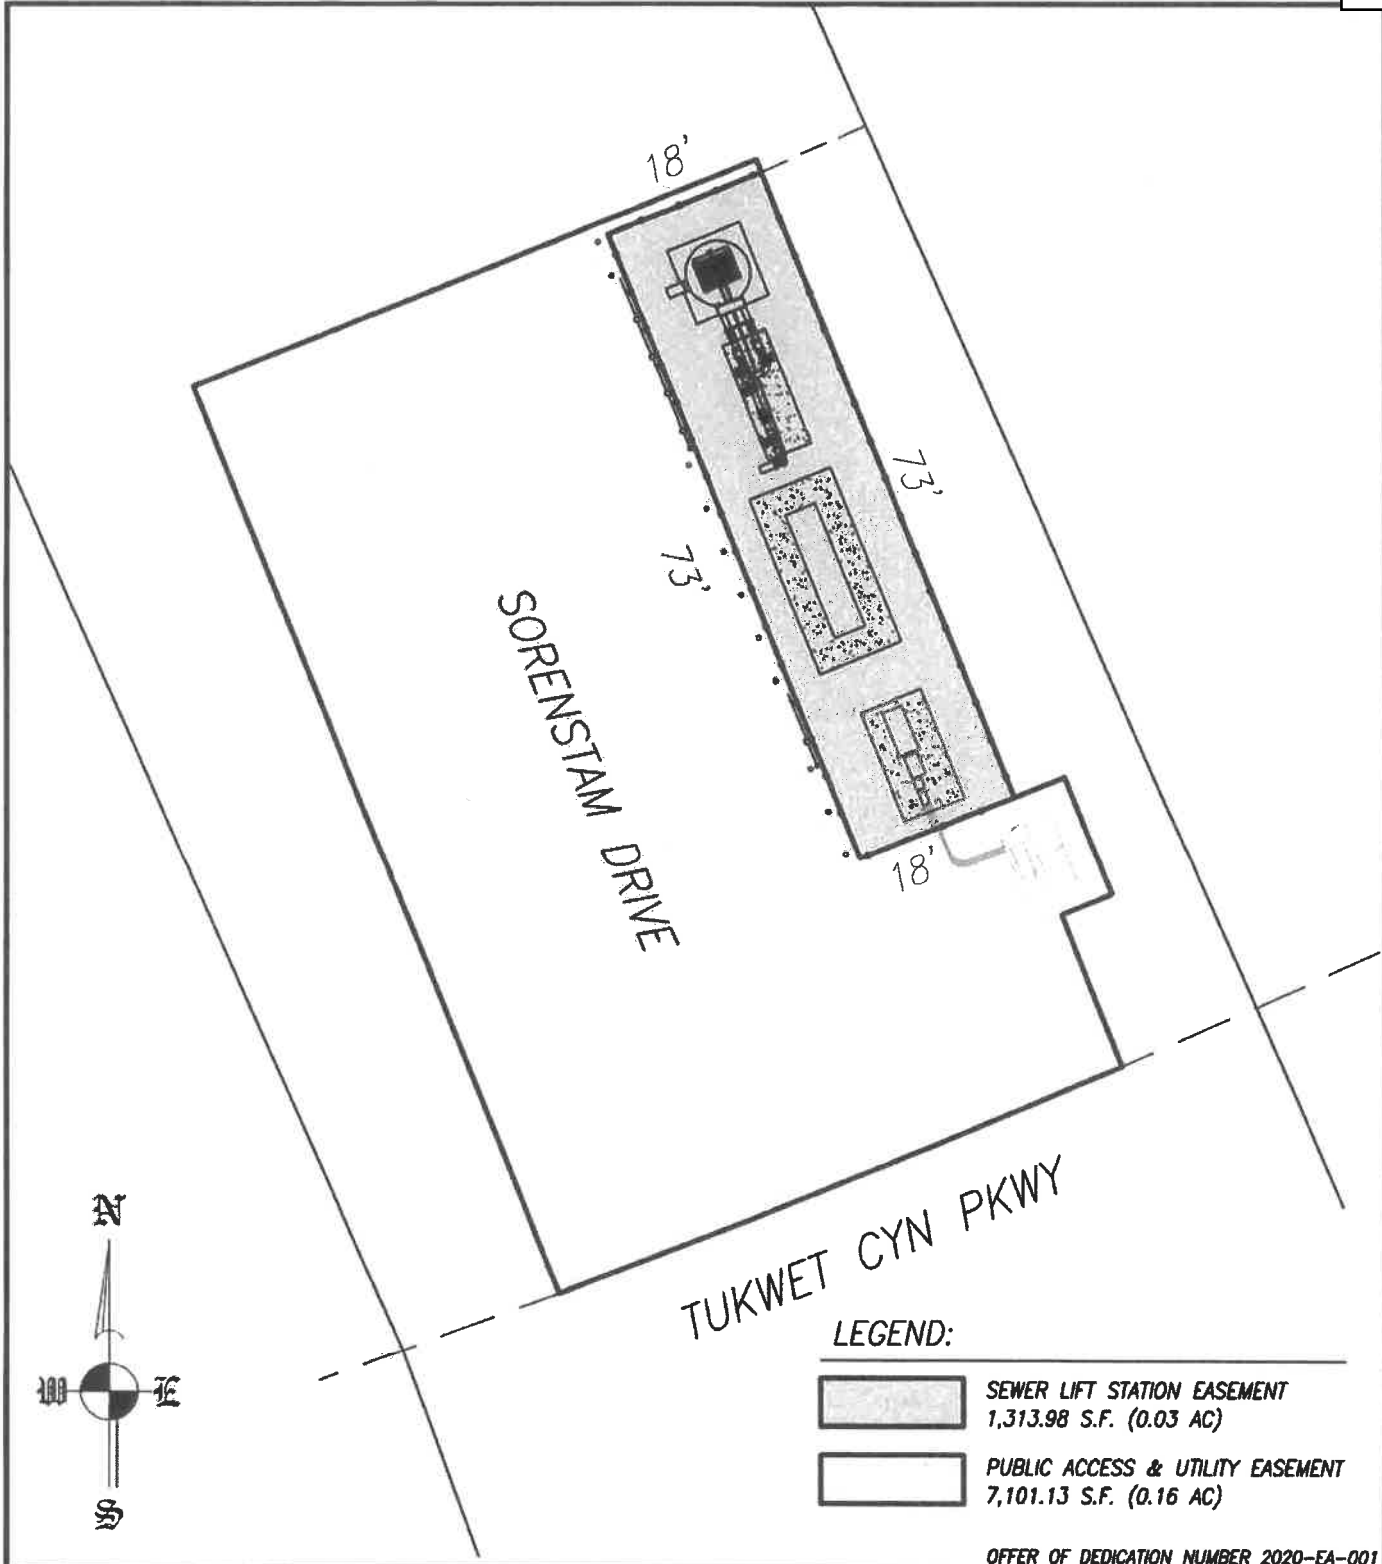 18'
73'
73'
SORENSTAM DRIVE
18'
TUKWET CYN PKWY
N
W E
S
LEGEND:
SEWER LIFT STATION EASEMENT
1,313.98 S.F. (0.03 AC)
PUBLIC ACCESS & UTILITY EASEMENT
7,101.13 S.F. (0.16 AC)
OFFER OF DEDICATION NUMBER 2020-EA-001